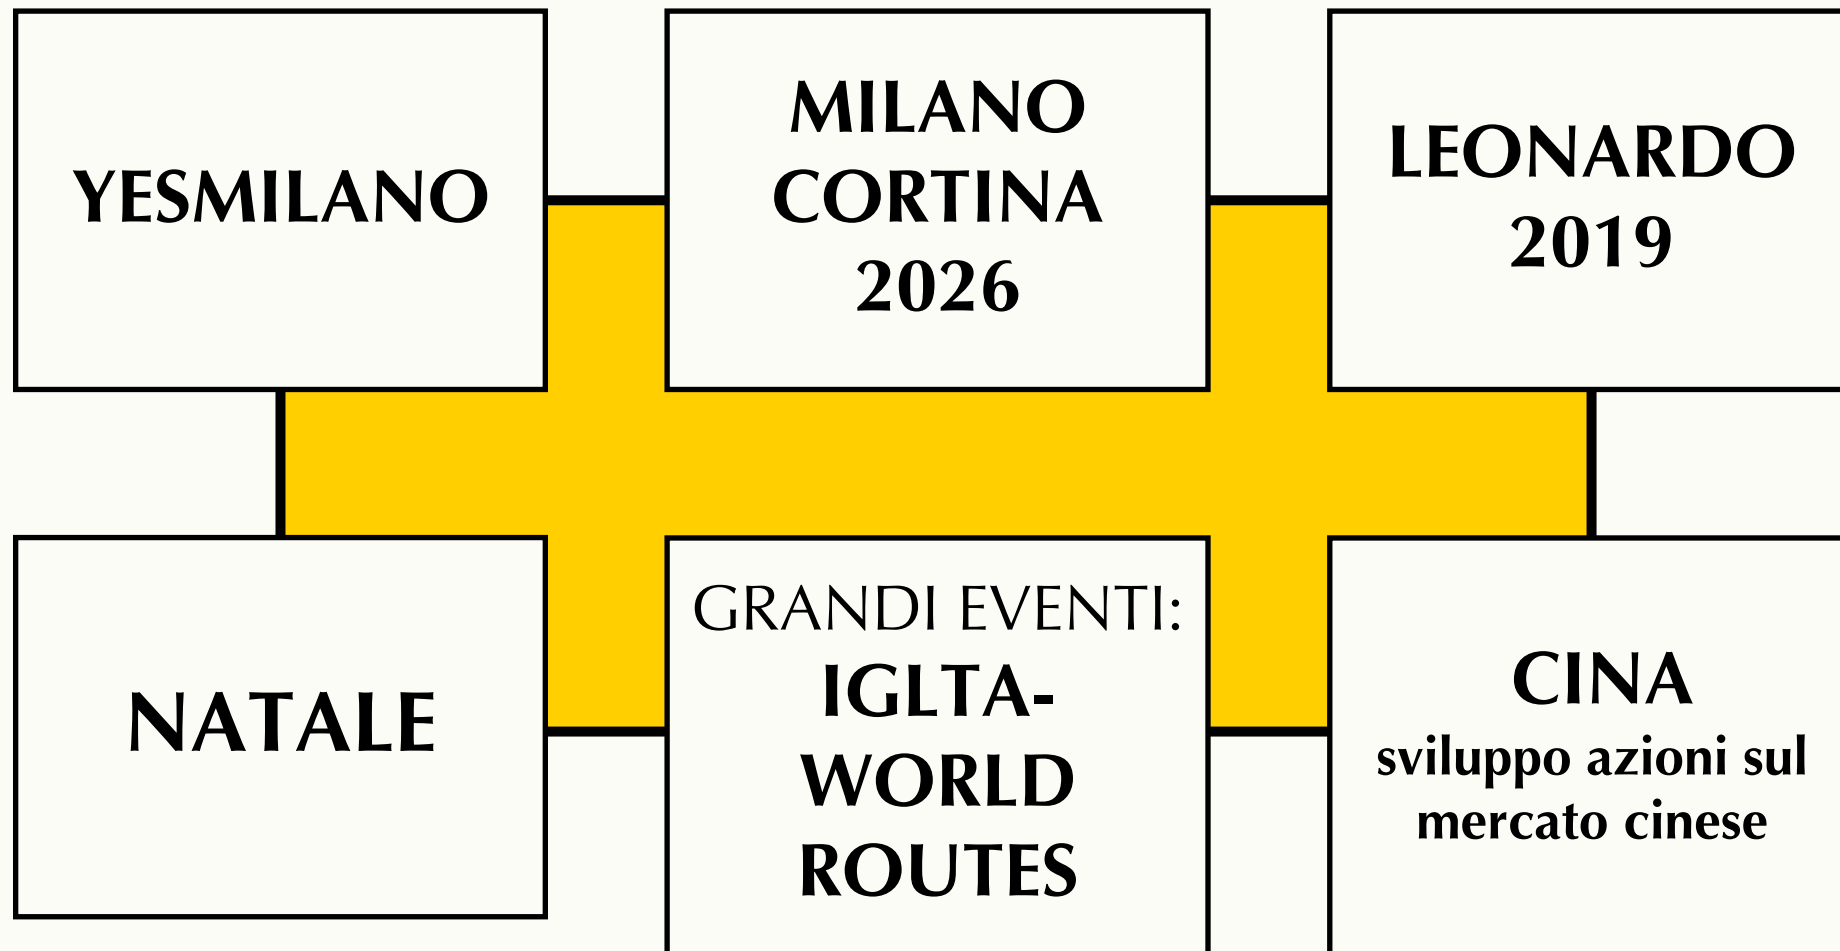 YESMILANO
MILANO
CORTINA
2026
LEONARDO
2019
NATALE
GRANDI EVENTI:
IGLTA-
WORLD
ROUTES
CINA
sviluppo azioni sul
mercato cinese